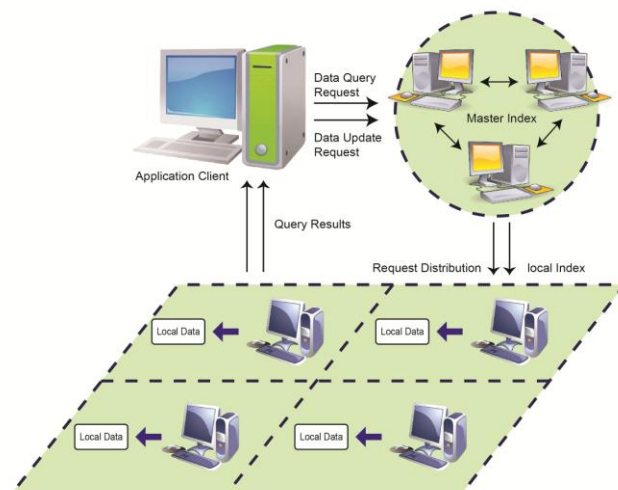 Data Query
Request
Data Update
Request
Master Index
Application Client
Query Results
Request Distribution
local Index
Local Data
Local Data
Local Data
Local Data